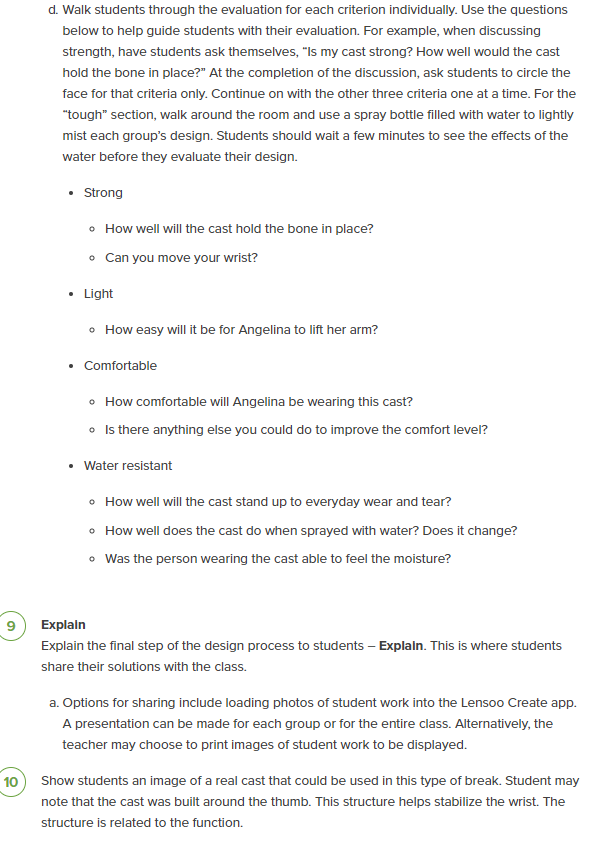 d. Walk students through the evaluation for each criterion individually. Use the questions
below to help guide students with their evaluation. For example, when discussing
strength, have students ask themselves, “Is my cast strong? How well would the cast
hold the bone in place?” At the completion of the discussion, ask students to circle the
face for that criteria only. Continue on with the other three criteria one at a time. For the
“tough” section, walk around the room and use a spray bottle filled with water to lightly
mist each group’s design. Students should wait a few minutes to see the effects of the
water before they evaluate their design.
• Strong
◦ How well will the cast hold the bone in place?
◦ Can you move your wrist?
• Light
◦ How easy will it be for Angelina to lift her arm?
• Comfortable
◦ How comfortable will Angelina be wearing this cast?
◦ Is there anything else you could do to improve the comfort level?
• Water resistant
◦ How well will the cast stand up to everyday wear and tear?
◦ How well does the cast do when sprayed with water? Does it change?
◦ Was the person wearing the cast able to feel the moisture?
9 Explain
Explain the final step of the design process to students – Explain. This is where students
share their solutions with the class.
a. Options for sharing include loading photos of student work into the Lensoo Create app.
A presentation can be made for each group or for the entire class. Alternatively, the
teacher may choose to print images of student work to be displayed.
10 Show students an image of a real cast that could be used in this type of break. Student may
note that the cast was built around the thumb. This structure helps stabilize the wrist. The
structure is related to the function.